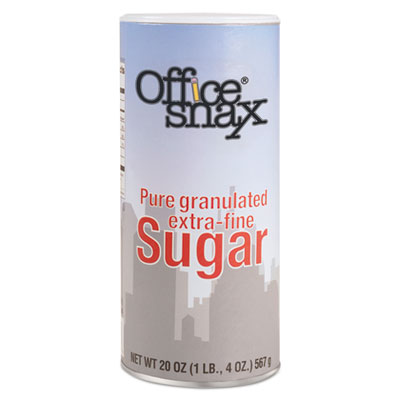 Office®
snax
Pure granulated
extra-fine
Sugar
NET WT 20 OZ (1 LB., 4 OZ.) 567 g